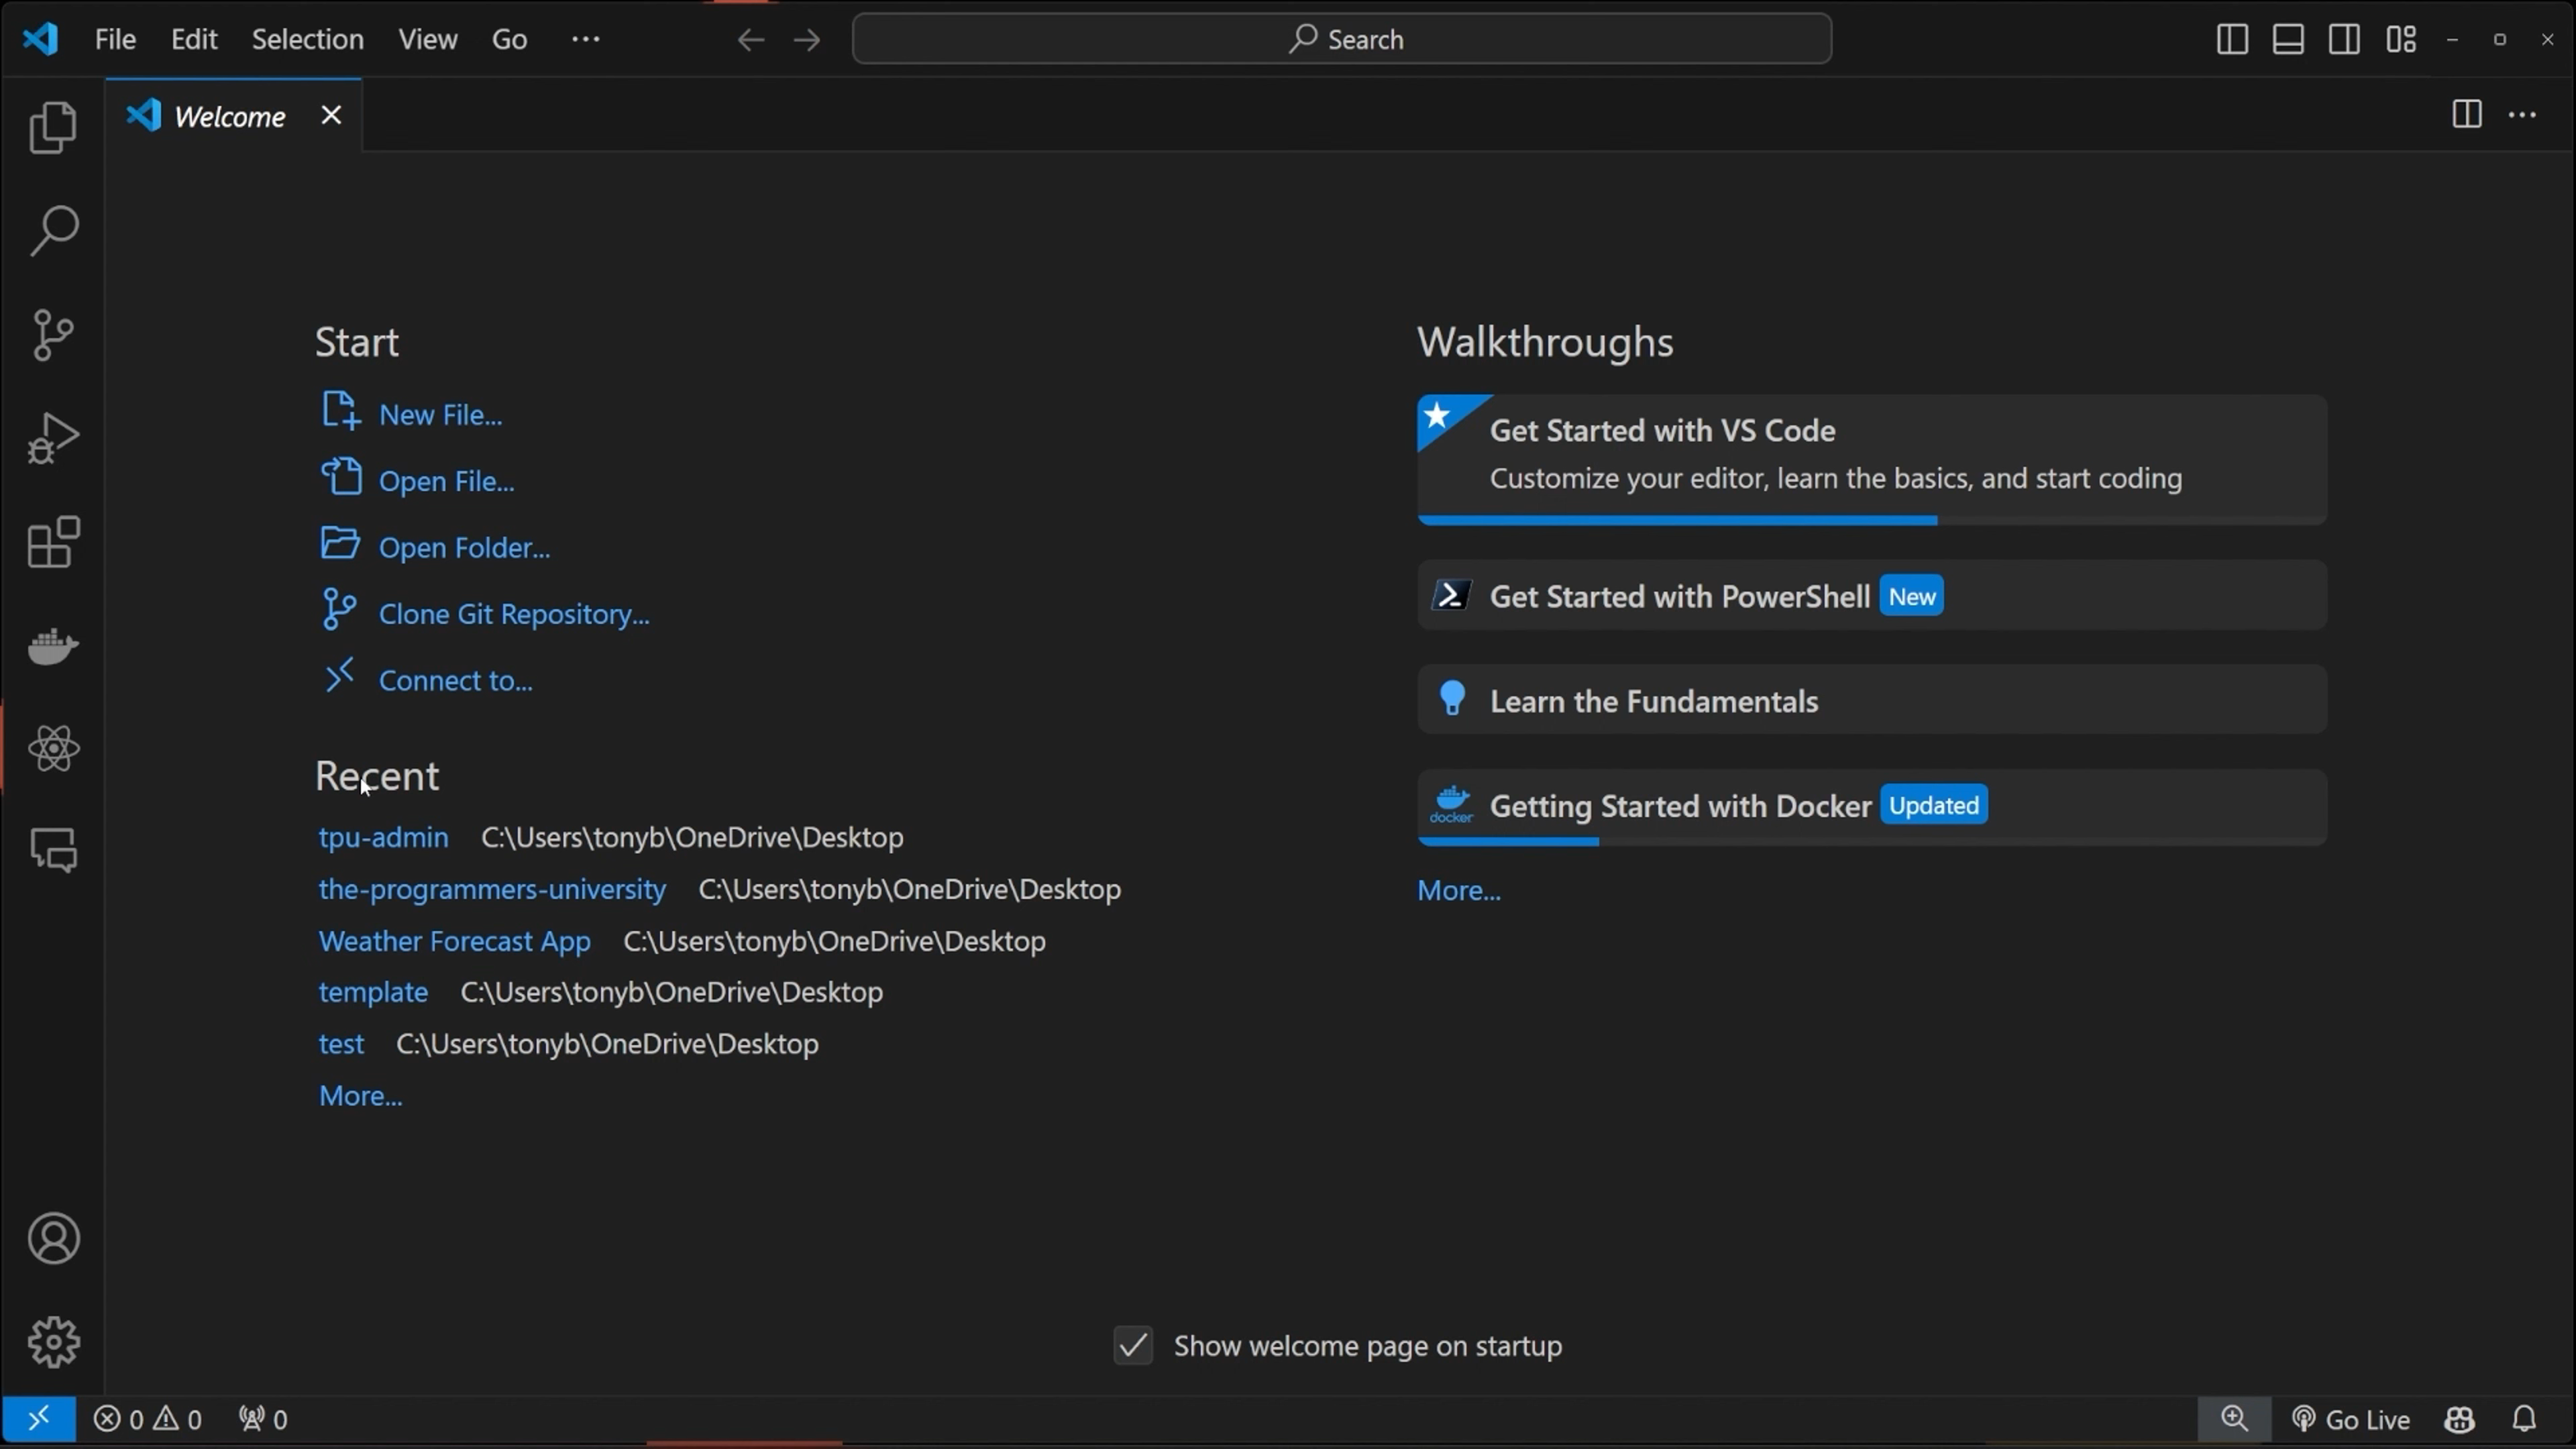 File Edit Selection View Go ... Search
Welcome
Start
New File...
Open File...
Open Folder...
Clone Git Repository...
Connect to...
Recent
tpu-admin C:\Users\tonyb\OneDrive\Desktop
the-programmers-university C:\Users\tonyb\OneDrive\Desktop
Weather Forecast App C:\Users\tonyb\OneDrive\Desktop
template C:\Users\tonyb\OneDrive\Desktop
test C:\Users\tonyb\OneDrive\Desktop
More...
Walkthroughs
Get Started with VS Code
Customize your editor, learn the basics, and start coding
Get Started with PowerShell New
Learn the Fundamentals
docker
Getting Started with Docker Updated
More...
Show welcome page on startup
0 0 0 Go Live